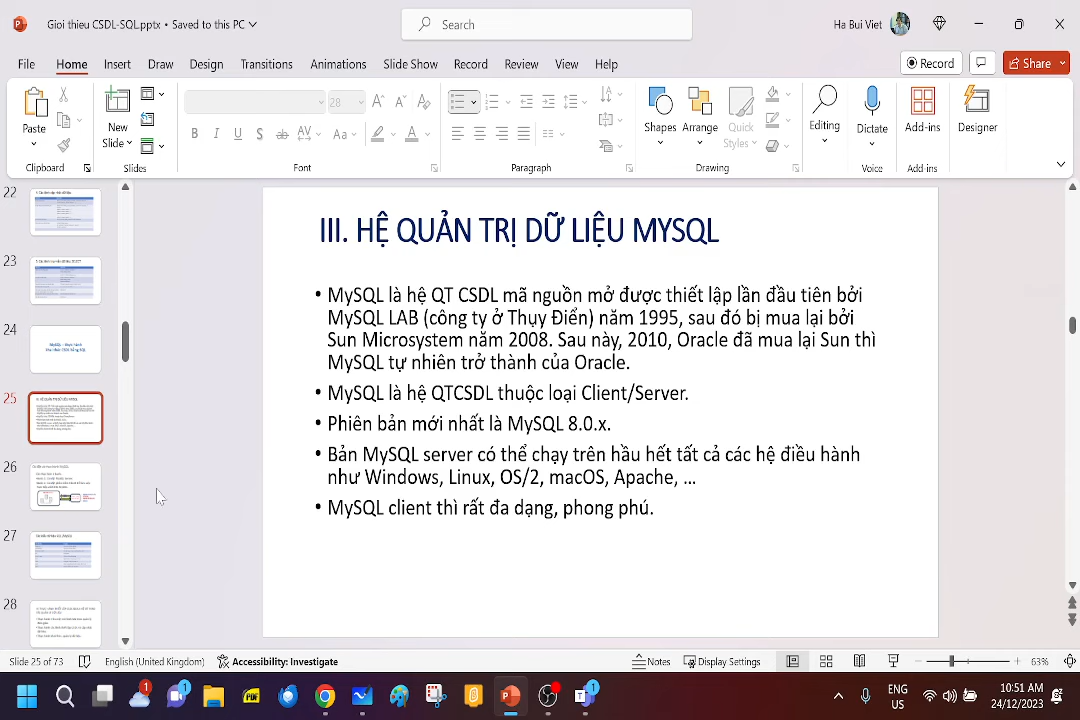 Gioi thieu CSDL-SQL.pptx • Saved to this PC
Search
Ha Bui Viet
File Home Insert Draw Design Transitions Animations Slide Show Record Review View Help
Record
Share
Paste
New
Slide
28
Shapes
Arrange
Quick
Styles
Editing
Dictate
Add-ins
Designer
Clipboard
Slides
Font
Paragraph
Drawing
Voice
Add-ins
22
23
24
25
26
27
28
III. HỆ QUẢN TRỊ DỮ LIỆU MYSQL
• MySQL là hệ QT CSDL mã nguồn mở được thiết lập lần đầu tiên bởi
MySQL LAB (công ty ở Thụy Điển) năm 1995, sau đó bị mua lại bởi
Sun Microsystem năm 2008. Sau này, 2010, Oracle đã mua lại Sun thì
MySQL tự nhiên trở thành của Oracle.
• MySQL là hệ QTCSDL thuộc loại Client/Server.
• Phiên bản mới nhất là MySQL 8.0.x.
• Bản MySQL server có thể chạy trên hầu hết tất cả các hệ điều hành
như Windows, Linux, OS/2, macOS, Apache, ...
• MySQL client thì rất đa dạng, phong phú.
Slide 25 of 73
English (United Kingdom)
Accessibility: Investigate
Notes
Display Settings
63%
ENG
US
10:51 AM
24/12/2023